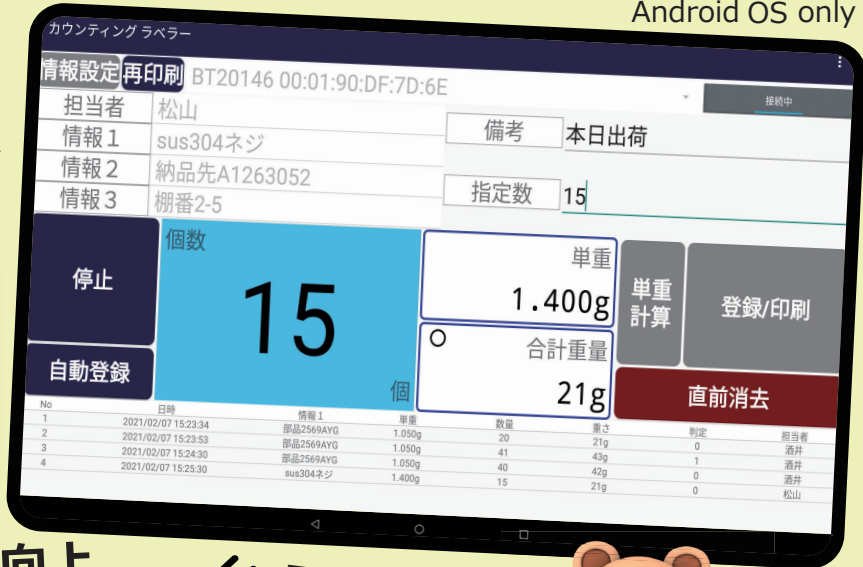 Android OS only
カウンティング ラベラー
情報設定 再印刷 BT20146 00:01:90:DF:7D:6E 接続中
担当者 松山
情報1 sus304ネジ
情報2 納品先A1263052
情報3 棚番2-5
備考 本日出荷
指定数 15
停止
自動登録
個数
15
個
単重
1.400g
合計重量
21g
単重
計算
登録/印刷
直前消去
No 日時 情報1 単重 数量 重さ 判定 担当者
1 2021/02/07 15:23:34 部品2569AYG 1.050g 20 21g 0 酒井
2 2021/02/07 15:23:53 部品2569AYG 1.050g 41 43g 1 酒井
3 2021/02/07 15:24:30 部品2569AYG 1.050g 40 42g 0 酒井
4 2021/02/07 15:25:30 sus304ネジ 1.400g 15 21g 0 松山
向上